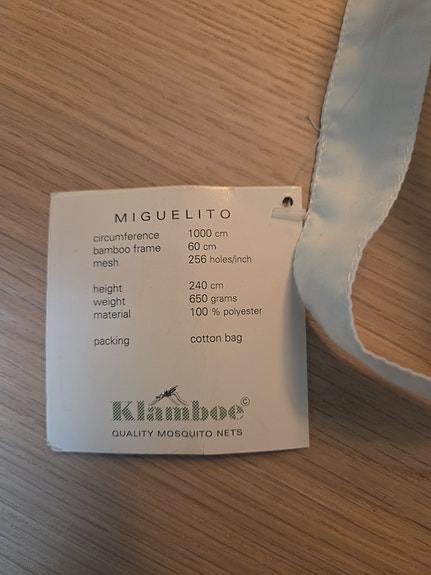 MIGUELITO
circumference 1000 cm
bamboo frame 60 cm
mesh 256 holes/inch
height 240 cm
weight 650 grams
material 100 % polyester
packing cotton bag
Klamboe ©
QUALITY MOSQUITO NETS